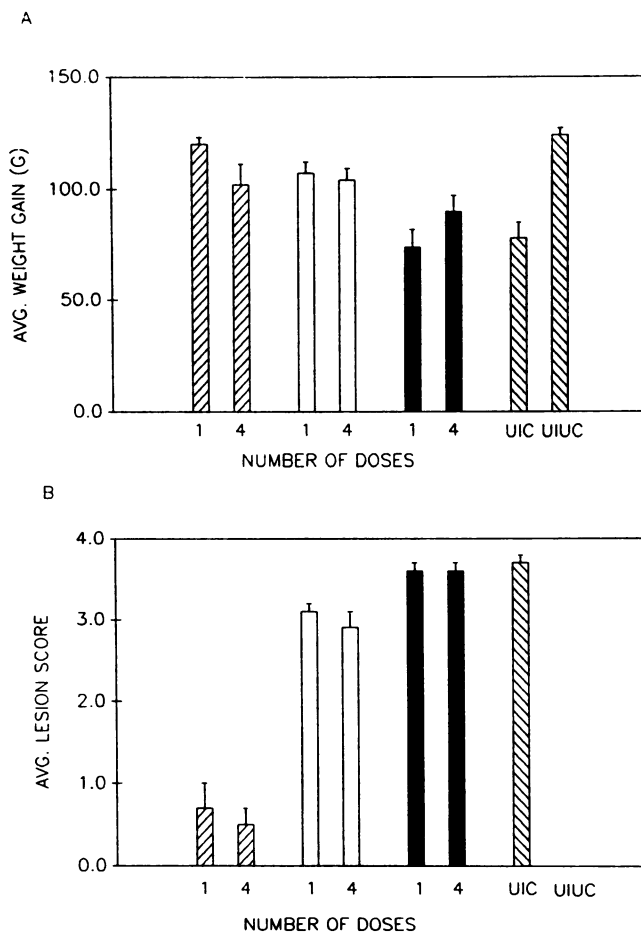 A
AVG. WEIGHT GAIN (G)
150.0
100.0
50.0
0.0
1 4 1 4 1 4 UIC UIUC
NUMBER OF DOSES
B
AVG. LESION SCORE
4.0
3.0
2.0
1.0
0.0
1 4 1 4 1 4 UIC UIUC
NUMBER OF DOSES